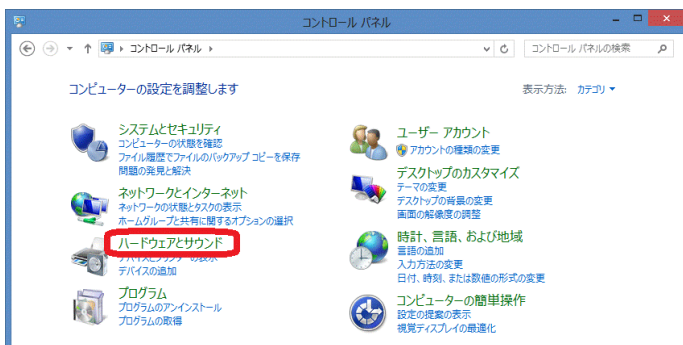 コントロール パネル
コントロール パネル
コントロール パネルの検索
コンピューターの設定を調整します
表示方法: カテゴリ
システムとセキュリティ
コンピューターの状態を確認
ファイル履歴でファイルのバックアップ コピーを保存
問題の発見と解決
ネットワークとインターネット
ネットワークの状態とタスクの表示
ホームグループと共有に関するオプションの選択
ハードウェアとサウンド
デバイスとプリンターの表示
デバイスの追加
プログラム
プログラムのアンインストール
プログラムの取得
ユーザー アカウント
アカウントの種類の変更
デスクトップのカスタマイズ
テーマの変更
デスクトップの背景の変更
画面の解像度の調整
時計、言語、および地域
言語の追加
入力方法の変更
日付、時刻、または数値の形式の変更
コンピューターの簡単操作
設定の提案の表示
視覚ディスプレイの最適化